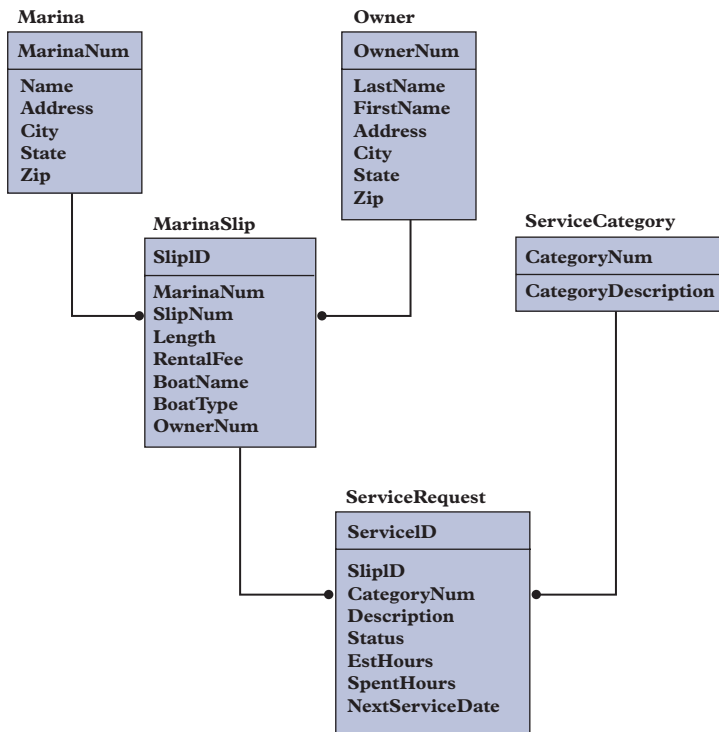 Marina
MarinaNum
Name
Address
City
State
Zip
Owner
OwnerNum
LastName
FirstName
Address
City
State
Zip
MarinaSlip
SlipID
MarinaNum
SlipNum
Length
RentalFee
BoatName
BoatType
OwnerNum
ServiceCategory
CategoryNum
CategoryDescription
ServiceRequest
ServiceID
SlipID
CategoryNum
Description
Status
EstHours
SpentHours
NextServiceDate